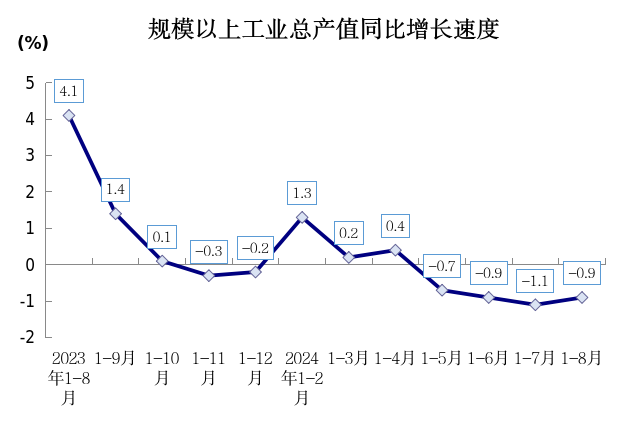 规模以上工业总产值同比增长速度
(%)
5
4
3
2
1
0
-1
-2
4.1
1.4
0.1
−0.3
−0.2
1.3
0.2
0.4
−0.7
−0.9
−1.1
−0.9
2023
年1−8
月
1−9月
1−10
月
1−11
月
1−12
月
2024
年1−2
月
1−3月
1−4月
1−5月
1−6月
1−7月
1−8月